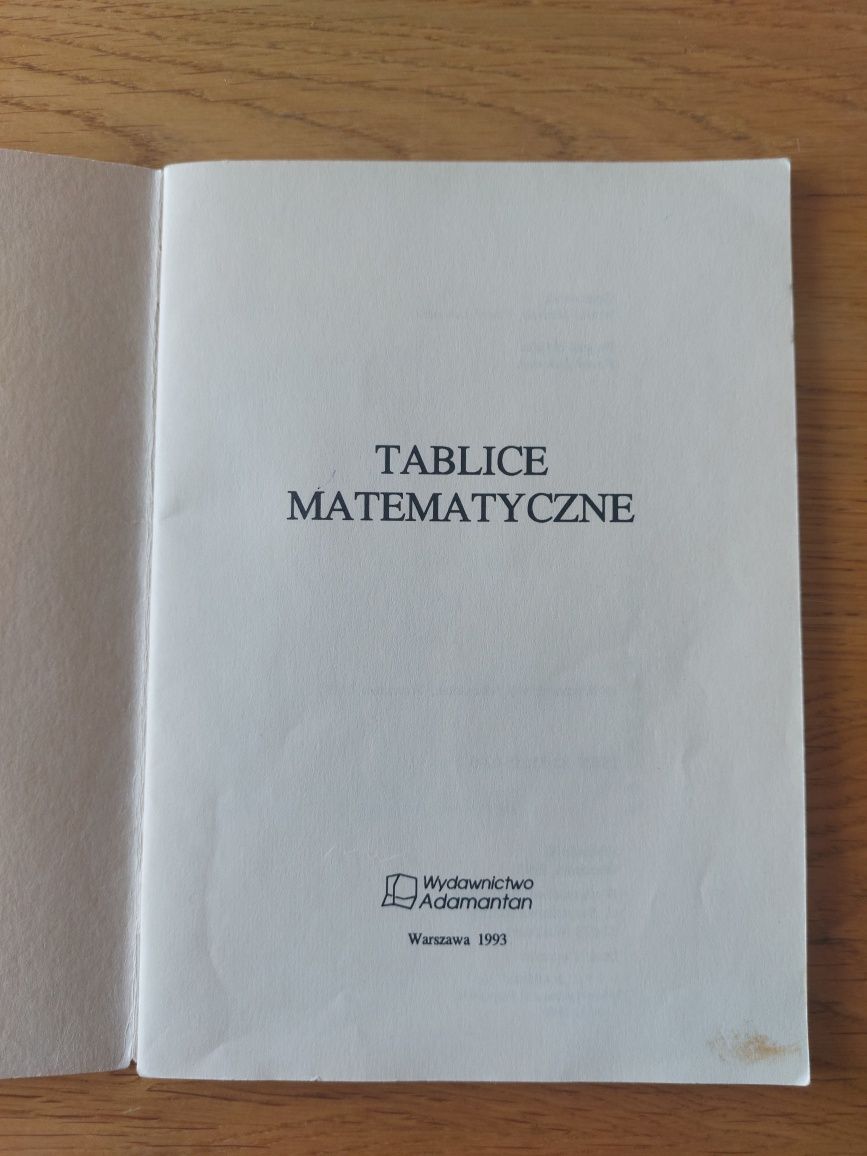 TABLICE
MATEMATYCZNE
Wydawnictwo
Adamantan
Warszawa 1993